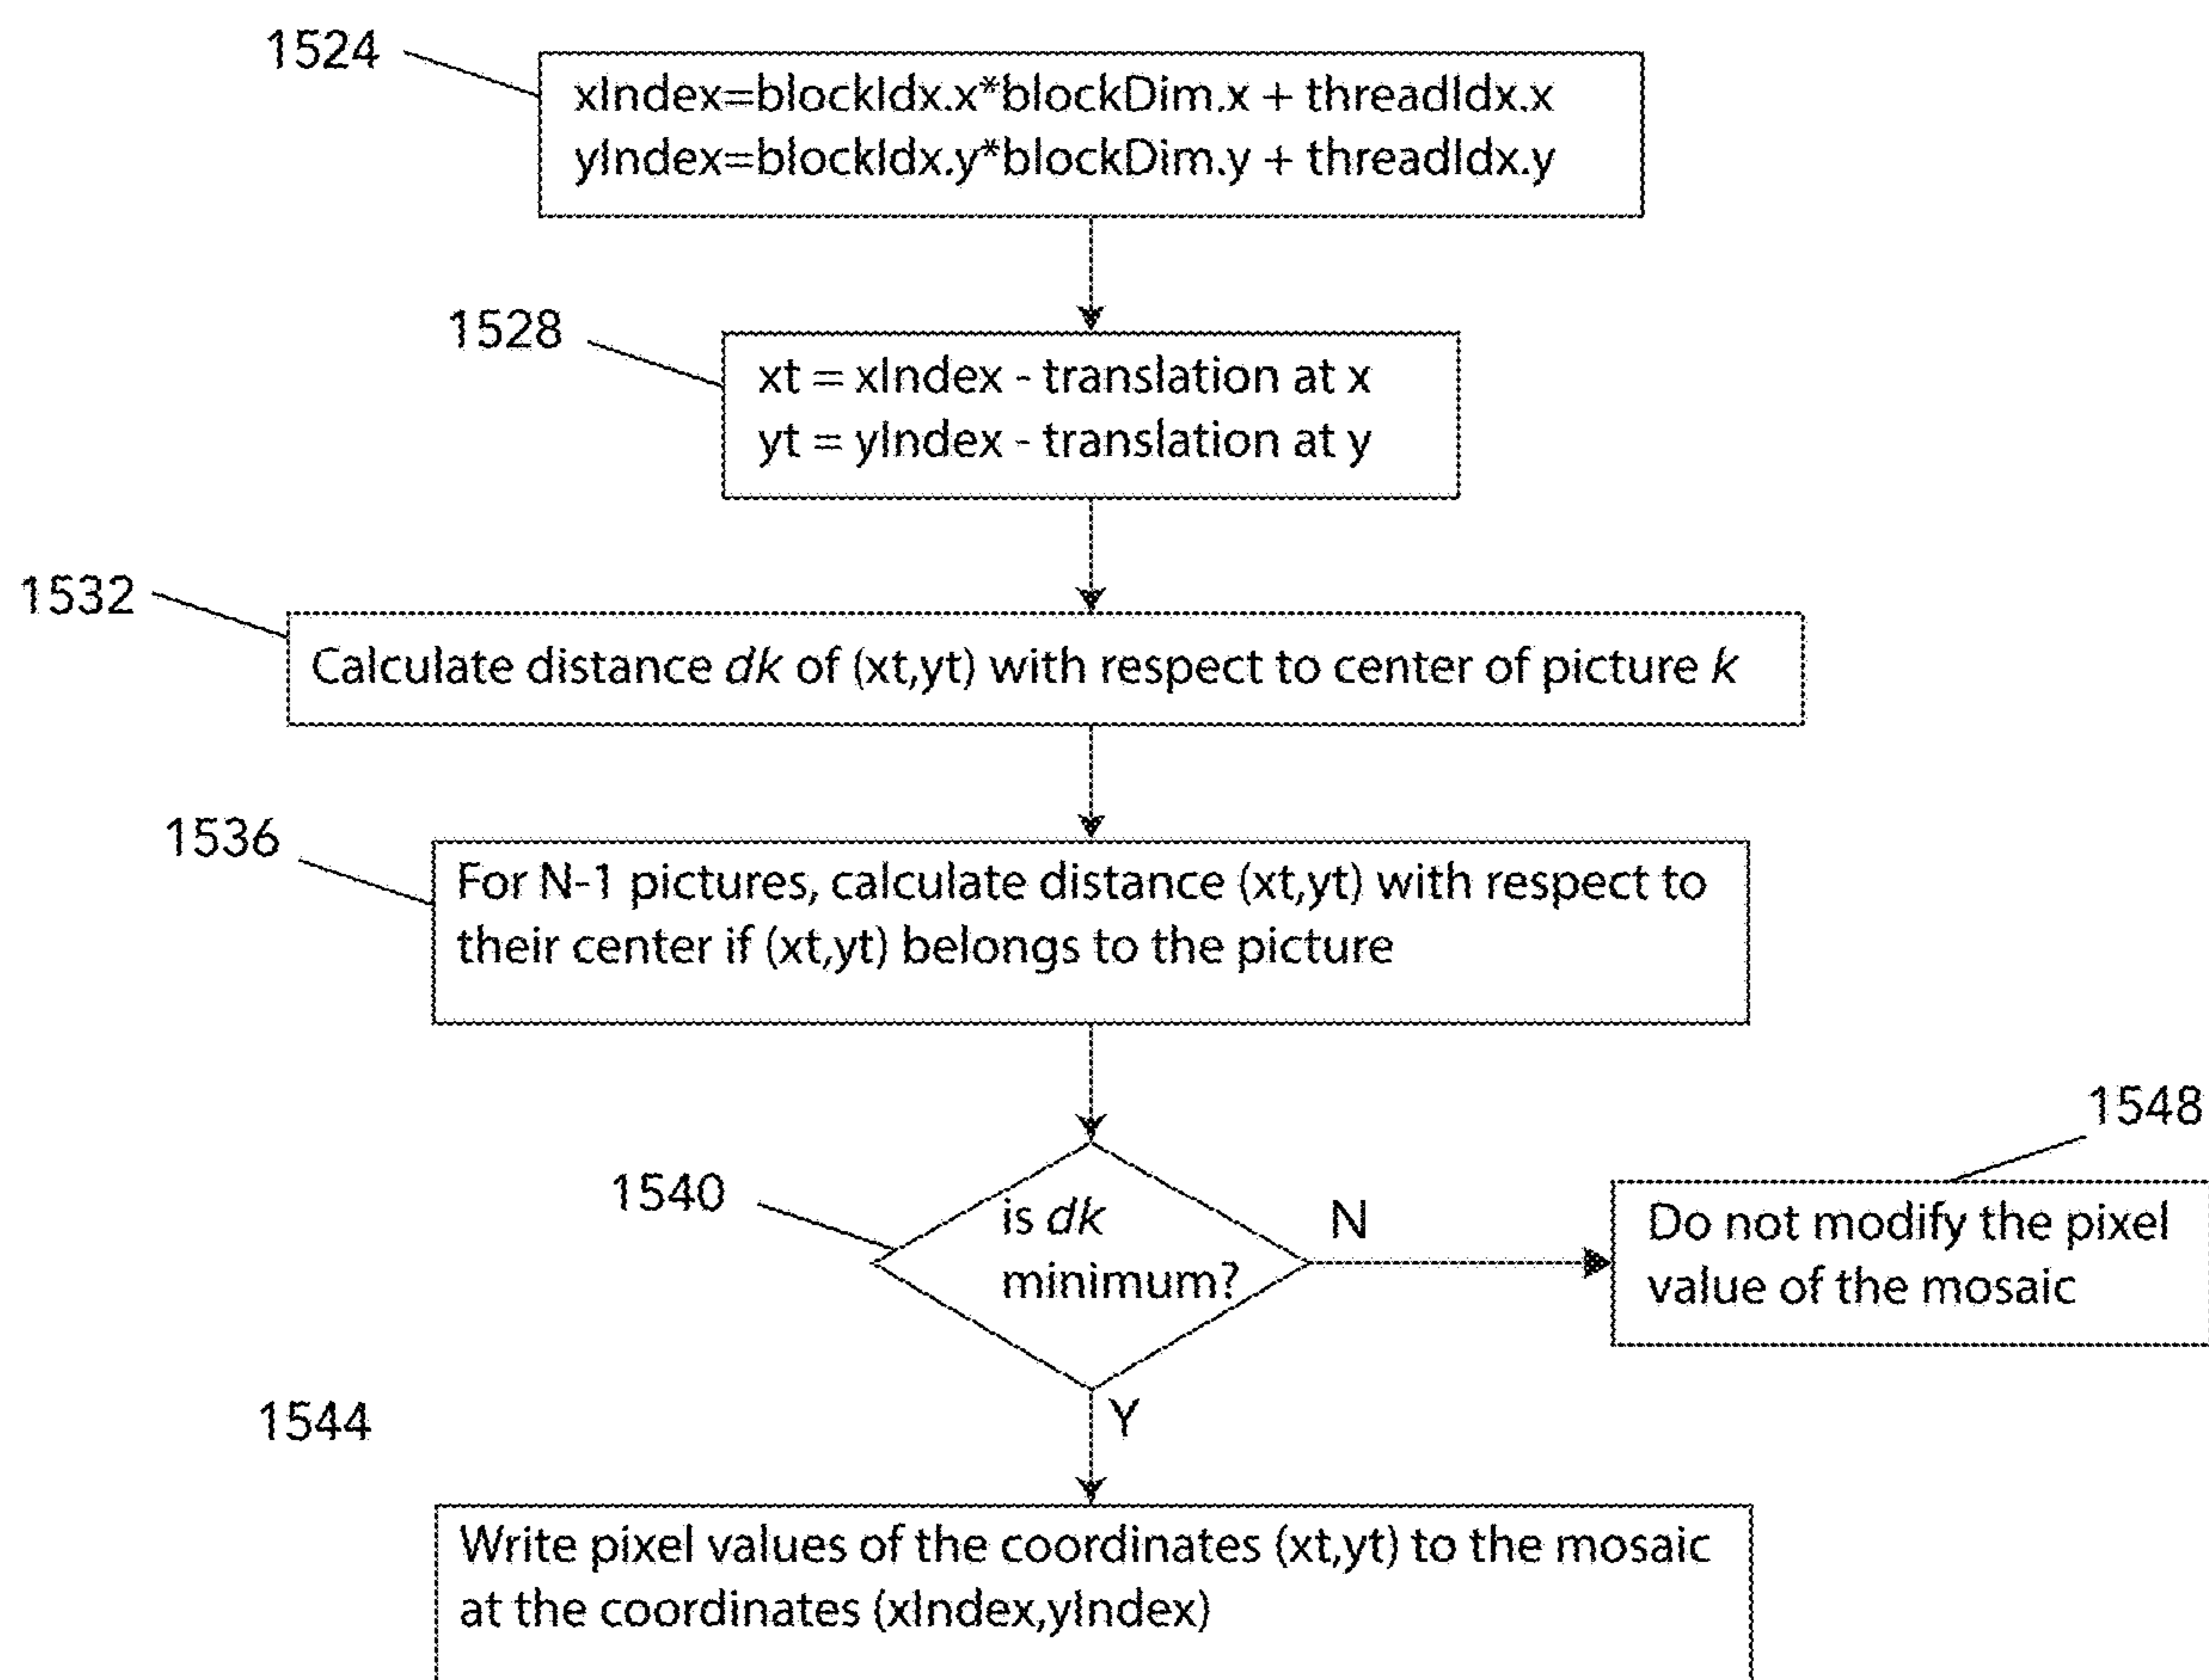 1524
xIndex=blockIdx.x*blockDim.x + threadIdx.x
yIndex=blockIdx.y*blockDim.y + threadIdx.y
1528
xt = xIndex - translation at x
yt = yIndex - translation at y
1532
Calculate distance dk of (xt,yt) with respect to center of picture k
1536
For N-1 pictures, calculate distance (xt,yt) with respect to
their center if (xt,yt) belongs to the picture
1540
is dk
minimum?
N
1548
Do not modify the pixel
value of the mosaic
Y
1544
Write pixel values of the coordinates (xt,yt) to the mosaic
at the coordinates (xIndex,yIndex)